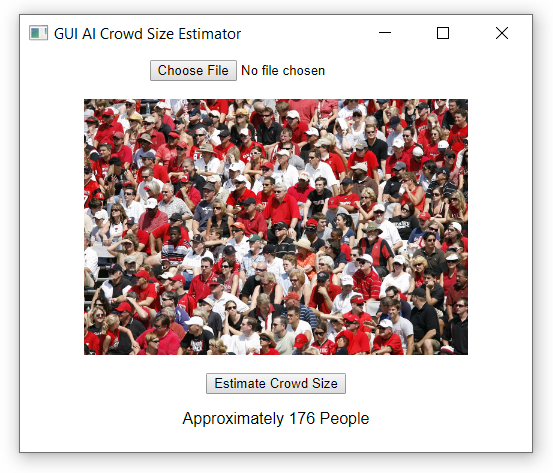 GUI AI Crowd Size Estimator
Choose File No file chosen
Estimate Crowd Size
Approximately 176 People